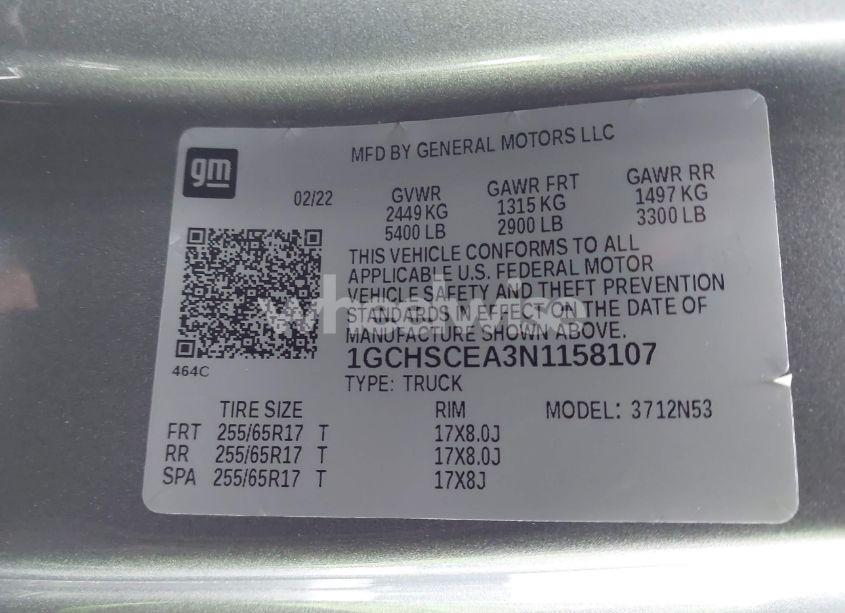 gm
MFD BY GENERAL MOTORS LLC
02/22
GVWR GAWR FRT GAWR RR
2449 KG 1315 KG 1497 KG
5400 LB 2900 LB 3300 LB
THIS VEHICLE CONFORMS TO ALL
APPLICABLE U.S. FEDERAL MOTOR
VEHICLE SAFETY AND THEFT PREVENTION
STANDARDS IN EFFECT ON THE DATE OF
MANUFACTURE SHOWN ABOVE.
1GCHSCEA3N1158107
464C
TYPE: TRUCK
TIRE SIZE RIM MODEL: 3712N53
FRT 255/65R17 T 17X8.0J
RR 255/65R17 T 17X8.0J
SPA 255/65R17 T 17X8J
wheelwise